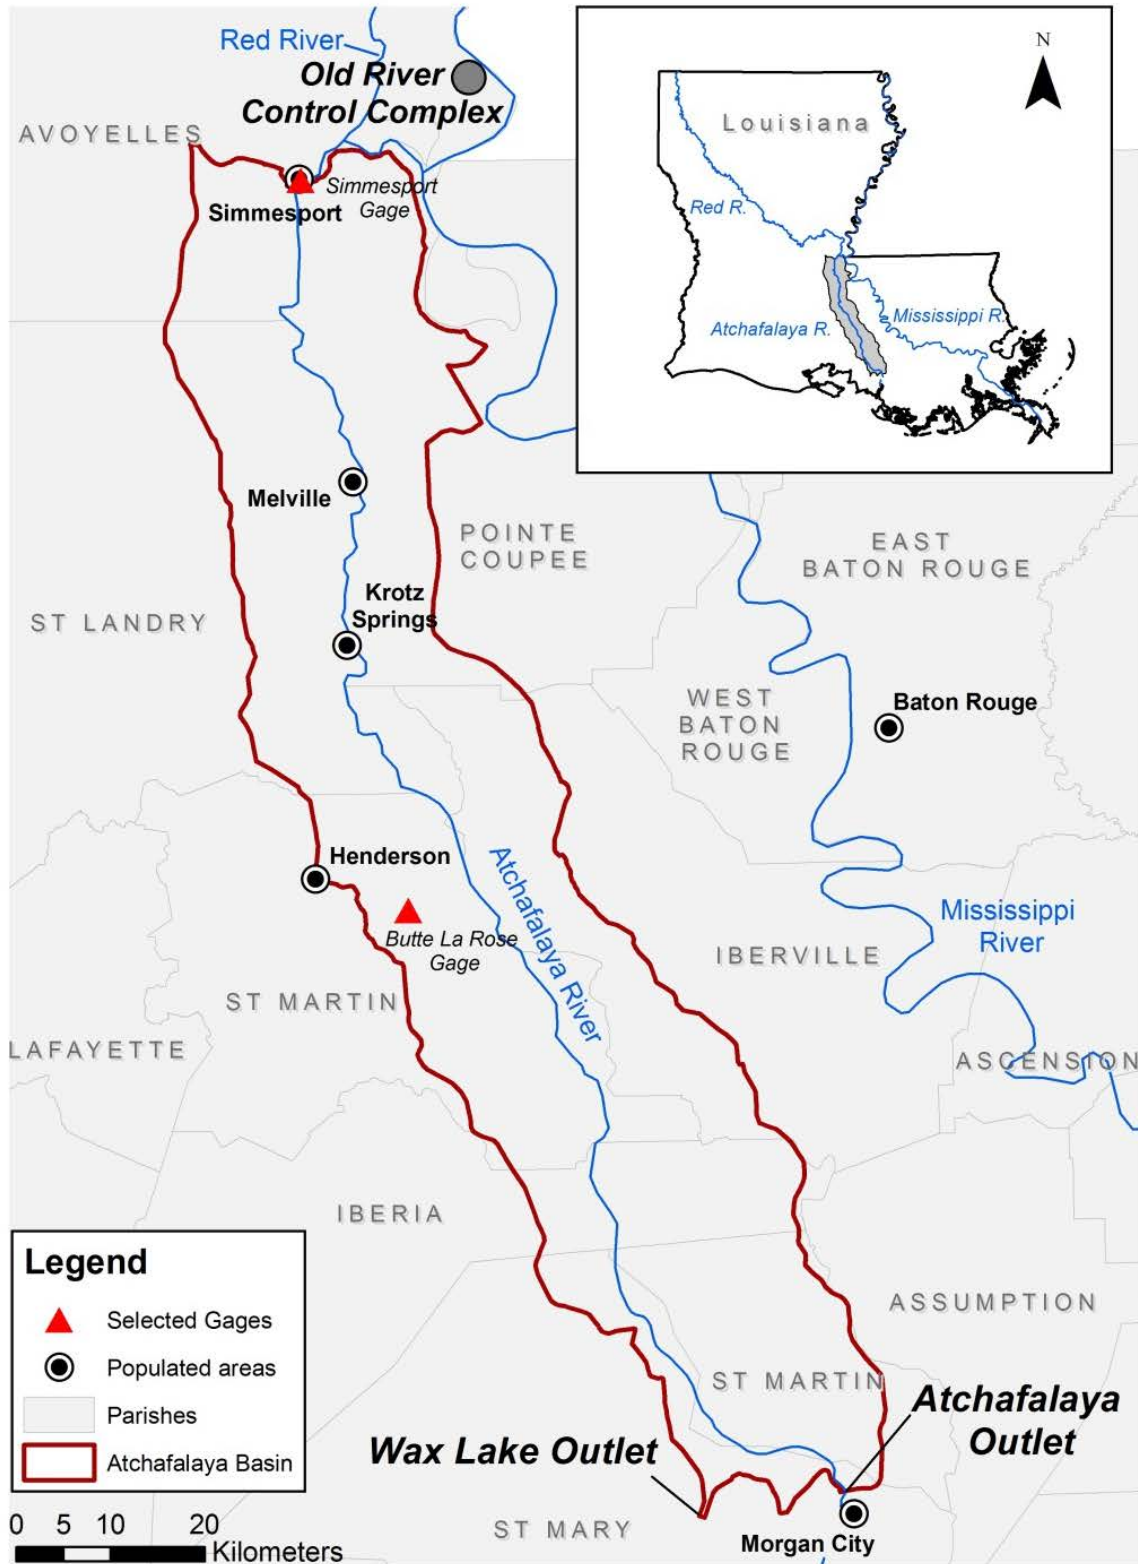 Red River
Old River
Control Complex
AVOYELLES
Simmesport
Gage
Simmesport
N
Louisiana
Red R.
Mississippi R.
Atchafalaya R.
Melville
POINTE
COUPEE
EAST
BATON ROUGE
Krotz
Springs
ST LANDRY
WEST
BATON
ROUGE
Baton Rouge
Henderson
Atchafalaya River
Butte La Rose
Gage
Mississippi
River
IBERVILLE
ST MARTIN
LAFAYETTE
ASCENSION
IBERIA
ASSUMPTION
ST MARTIN
Atchafalaya
Outlet
Wax Lake Outlet
ST MARY
Morgan City
Legend
Selected Gages
Populated areas
Parishes
Atchafalaya Basin
0 5 10 20
Kilometers